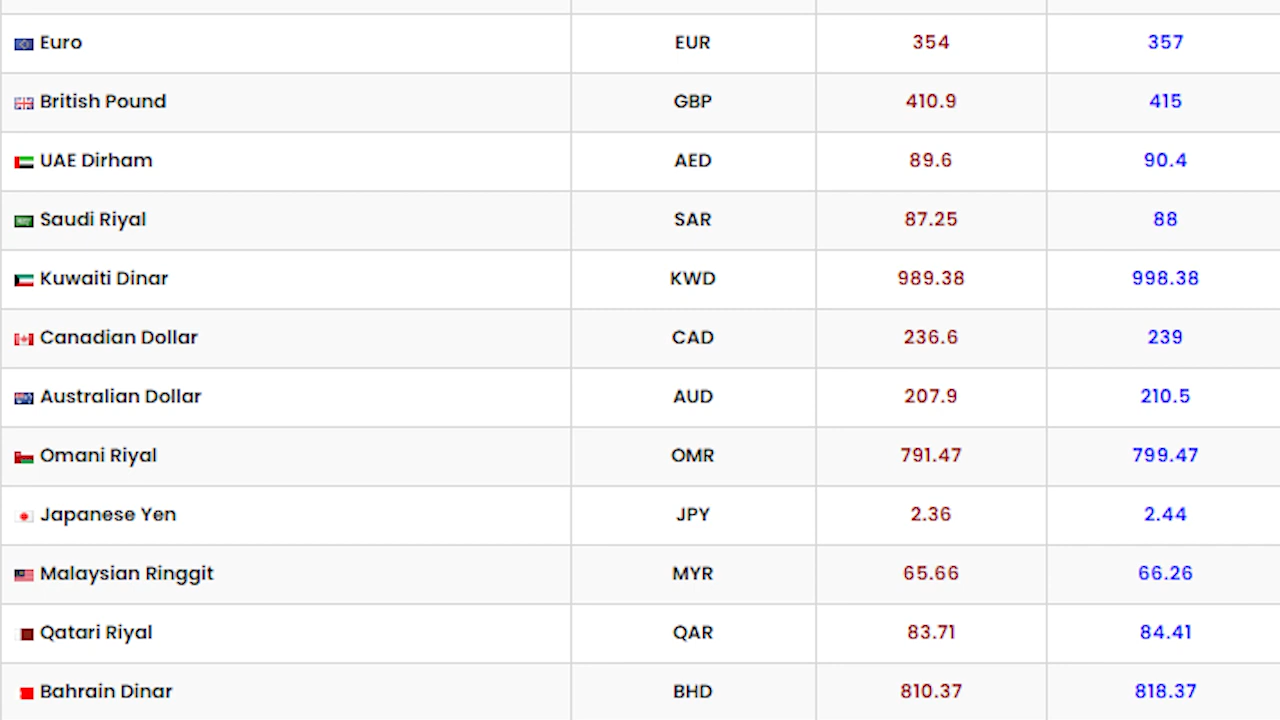 Euro EUR 354 357
British Pound GBP 410.9 415
UAE Dirham AED 89.6 90.4
Saudi Riyal SAR 87.25 88
Kuwaiti Dinar KWD 989.38 998.38
Canadian Dollar CAD 236.6 239
Australian Dollar AUD 207.9 210.5
Omani Riyal OMR 791.47 799.47
Japanese Yen JPY 2.36 2.44
Malaysian Ringgit MYR 65.66 66.26
Qatari Riyal QAR 83.71 84.41
Bahrain Dinar BHD 810.37 818.37